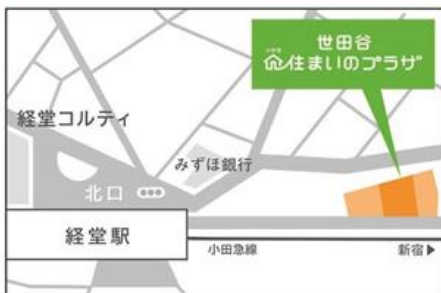 世田谷
住まいのプラザ
経堂コルティ
みずほ銀行
北口
経堂駅
小田急線
新宿▶